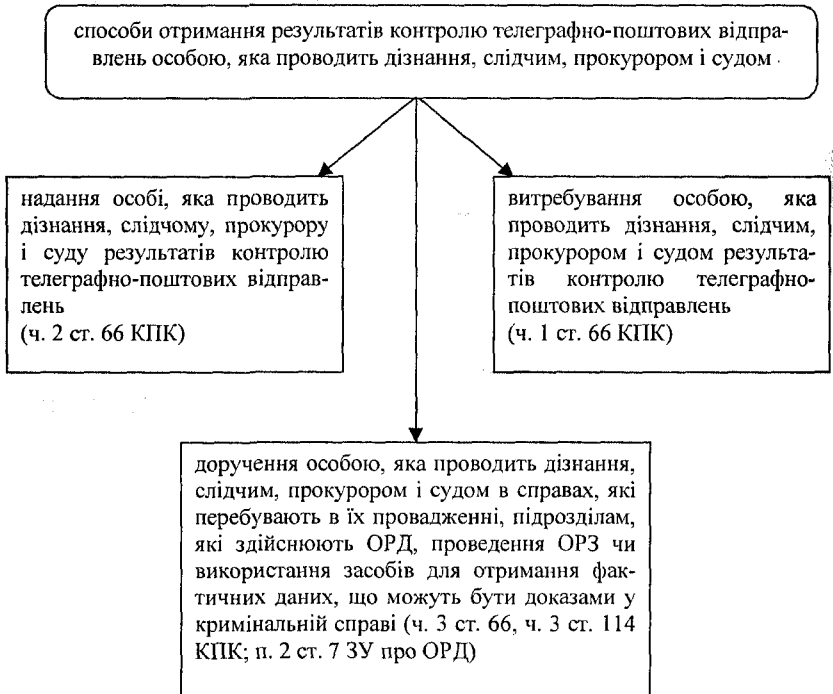 способи отримання результатів контролю телеграфно-поштових відпра-
влень особою, яка проводить дізнання, слідчим, прокурором і судом
надання особі, яка проводить
дізнання, слідчому, прокурору
і суду результатів контролю
телеграфно-поштових відправ-
лень
(ч. 2 ст. 66 КПК)
витребування особою, яка
проводить дізнання, слідчим,
прокурором і судом результа-
тів контролю телеграфно-
поштових відправлень
(ч. 1 ст. 66 КПК)
доручення особою, яка проводить дізнання,
слідчим, прокурором і судом в справах, які
перебувають в їх провадженні, підрозділам,
які здійснюють ОРД, проведення ОРЗ чи
використання засобів для отримання фак-
тичних даних, що можуть бути доказами у
кримінальній справі (ч. 3 ст. 66, ч. 3 ст. 114
КПК; п. 2 ст. 7 ЗУ про ОРД)